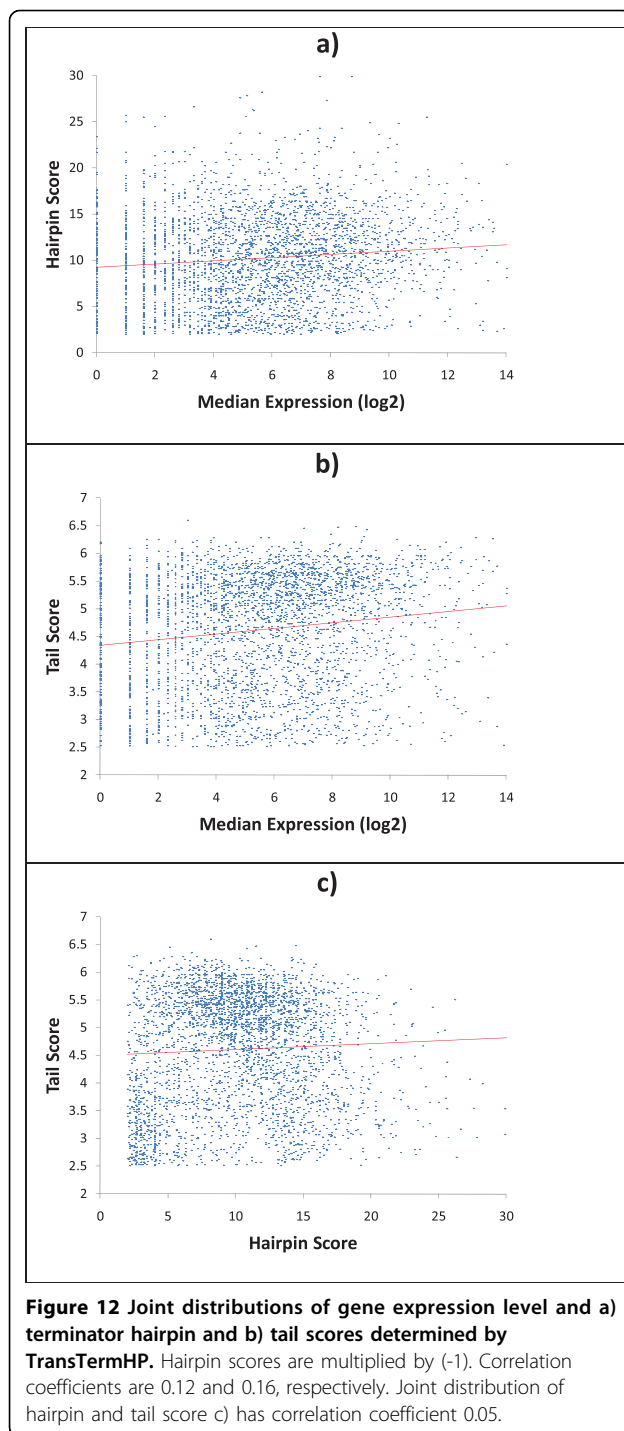 a)
30
25
20
15
10
5
0
Hairpin Score
0 2 4 6 8 10 12 14
Median Expression (log2)
b)
7
6.5
6
5.5
5
4.5
4
3.5
3
2.5
2
Tail Score
0 2 4 6 8 10 12 14
Median Expression (log2)
c)
7
6.5
6
5.5
5
4.5
4
3.5
3
2.5
2
Tail Score
0 5 10 15 20 25 30
Hairpin Score
Figure 12 Joint distributions of gene expression level and a)
terminator hairpin and b) tail scores determined by
TransTermHP. Hairpin scores are multiplied by (-1). Correlation
coefficients are 0.12 and 0.16, respectively. Joint distribution of
hairpin and tail score c) has correlation coefficient 0.05.